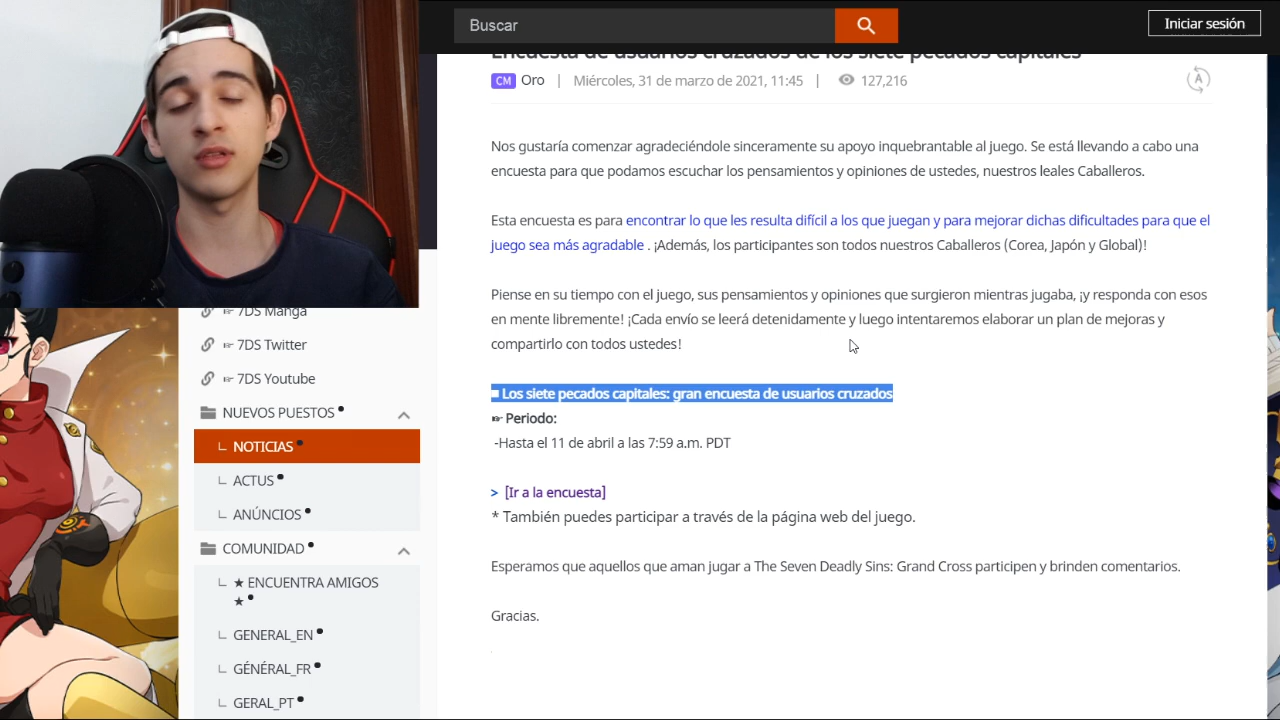 Buscar
Iniciar sesión
Encuesta de usuarios cruzados de los siete pecados capitales
CM Oro | Miércoles, 31 de marzo de 2021, 11:45 | 127,216
Nos gustaría comenzar agradeciéndole sinceramente su apoyo inquebrantable al juego. Se está llevando a cabo una
encuesta para que podamos escuchar los pensamientos y opiniones de ustedes, nuestros leales Caballeros.
Esta encuesta es para encontrar lo que les resulta difícil a los que juegan y para mejorar dichas dificultades para que el
juego sea más agradable . ¡Además, los participantes son todos nuestros Caballeros (Corea, Japón y Global)!
Piense en su tiempo con el juego, sus pensamientos y opiniones que surgieron mientras jugaba, ¡y responda con esos
en mente libremente! ¡Cada envío se leerá detenidamente y luego intentaremos elaborar un plan de mejoras y
compartirlo con todos ustedes!
■ Los siete pecados capitales: gran encuesta de usuarios cruzados
☞ Periodo:
-Hasta el 11 de abril a las 7:59 a.m. PDT
> [Ir a la encuesta]
* También puedes participar a través de la página web del juego.
Esperamos que aquellos que aman jugar a The Seven Deadly Sins: Grand Cross participen y brinden comentarios.
Gracias.
☞ 7DS Manga
☞ 7DS Twitter
☞ 7DS Youtube
NUEVOS PUESTOS
NOTICIAS
ACTUS
ANÚNCIOS
COMUNIDAD
★ ENCUENTRA AMIGOS
★
GENERAL_EN
GÉNÉRAL_FR
GERAL_PT